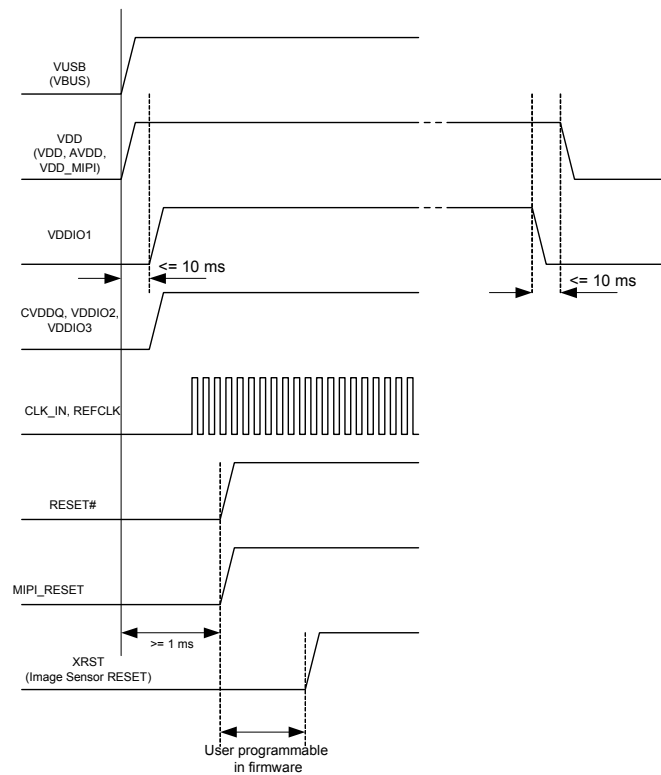 VUSB
(VBUS)
VDD
(VDD, AVDD,
VDD_MIPI)
VDDIO1
<= 10 ms
<= 10 ms
CVDDQ, VDDIO2,
VDDIO3
CLK_IN, REFCLK
RESET#
MIPI_RESET
>= 1 ms
XRST
(Image Sensor RESET)
User programmable
in firmware